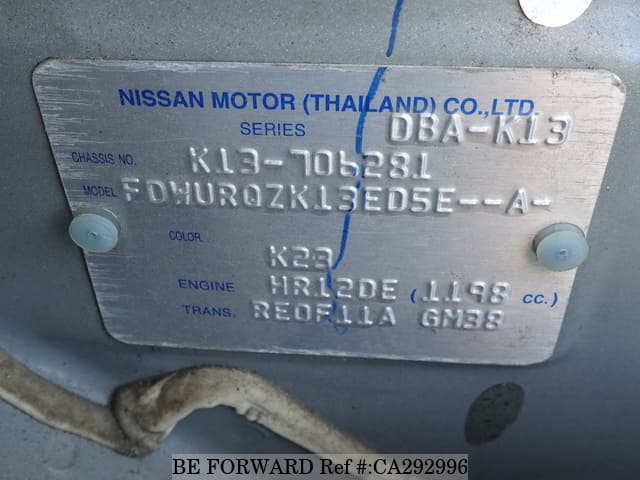 NISSAN MOTOR (THAILAND) CO.,LTD.
SERIES DBA-K13
CHASSIS NO. K13-706281
MODEL FDWURQZK13ED5E--A-
COLOR.
K23
ENGINE HR12DE (1198 CC.)
TRANS. RE0F11A GM38
BE FORWARD Ref #:CA292996